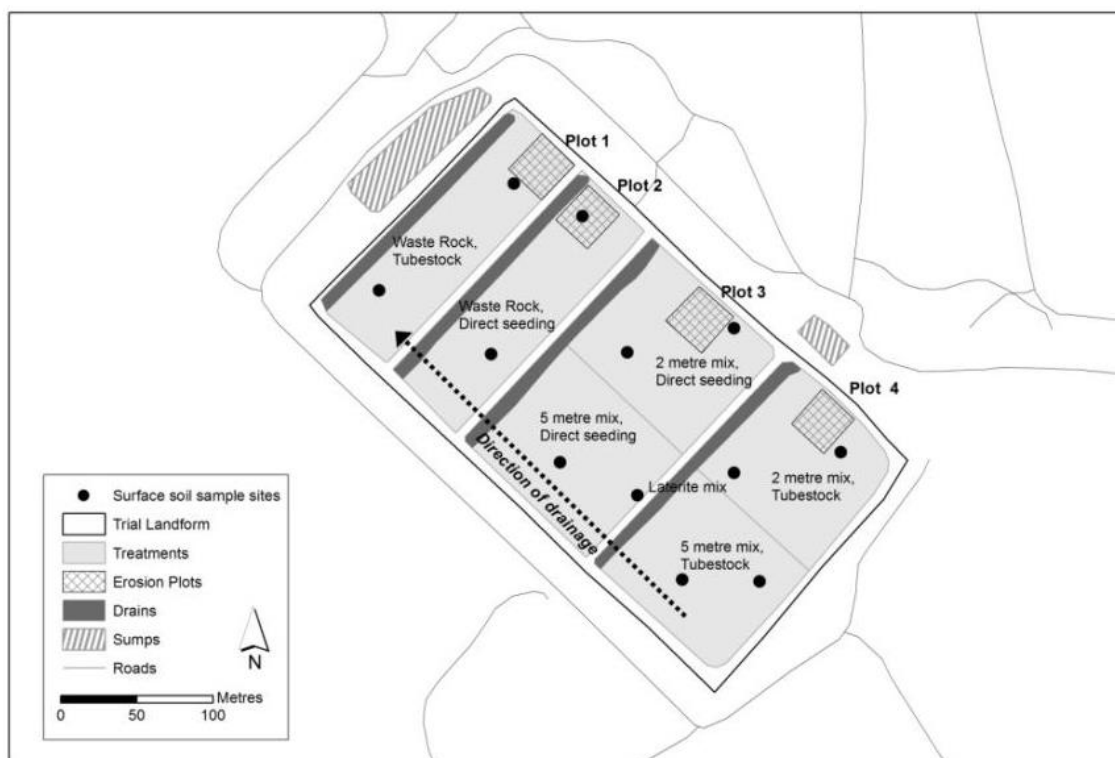 Plot 1
Plot 2
Waste Rock,
Tubestock
Waste Rock,
Direct seeding
Plot 3
2 metre mix,
Direct seeding
Plot 4
5 metre mix,
Direct seeding
Laterite mix
2 metre mix,
Tubestock
5 metre mix,
Tubestock
Direction of drainage
Surface soil sample sites
Trial Landform
Treatments
Erosion Plots
Drains
Sumps
Roads
N
Metres
0 50 100